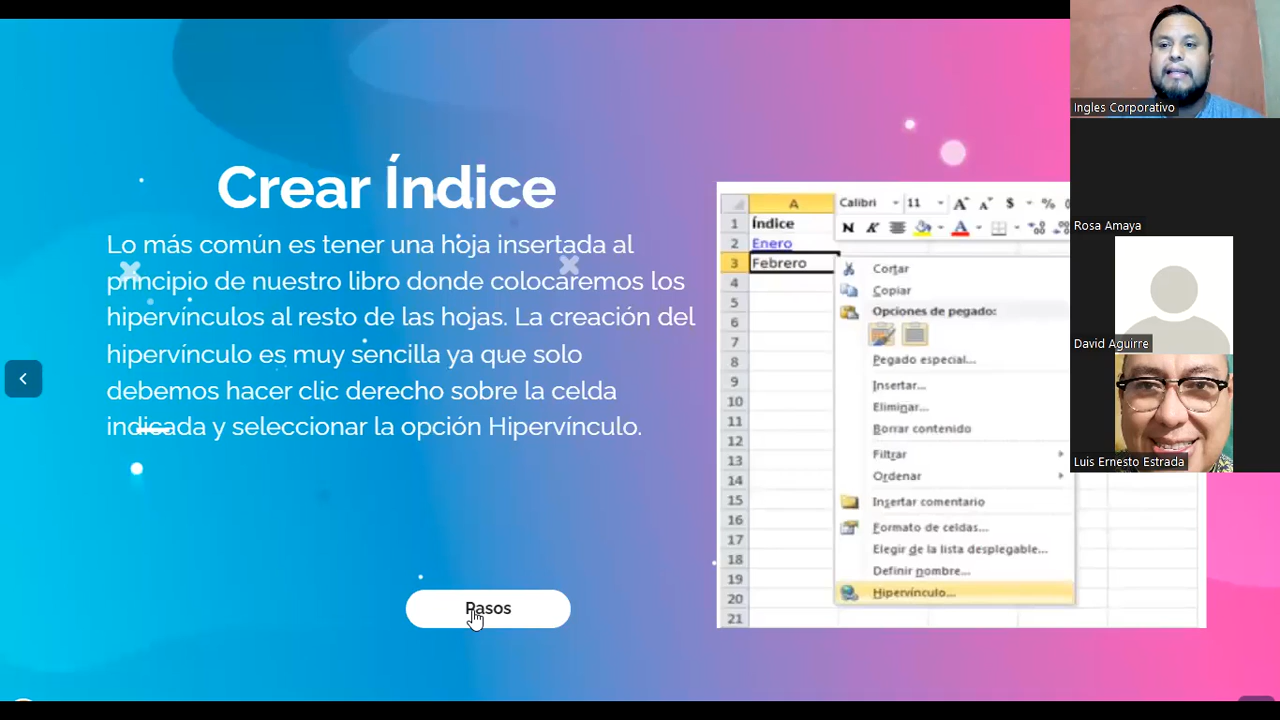 Crear Índice
Lo más común es tener una hoja insertada al
principio de nuestro libro donde colocaremos los
hipervínculos al resto de las hojas. La creación del
hipervínculo es muy sencilla ya que solo
debemos hacer clic derecho sobre la celda
indicada y seleccionar la opción Hipervínculo.
Pasos
A
1 Índice
2 Enero
3 Febrero
4
5
6
7
8
9
10
11
12
13
14
15
16
17
18
19
20
21
Calibri 11 A A $ %
N K A
Cortar
Copiar
Opciones de pegado:
Pegado especial...
Insertar...
Eliminar...
Borrar contenido
Filtrar
Ordenar
Insertar comentario
Formato de celdas...
Elegir de la lista desplegable...
Definir nombre...
Hipervínculo...
Ingles Corporativo
Rosa Amaya
David Aguirre
Luis Ernesto Estrada